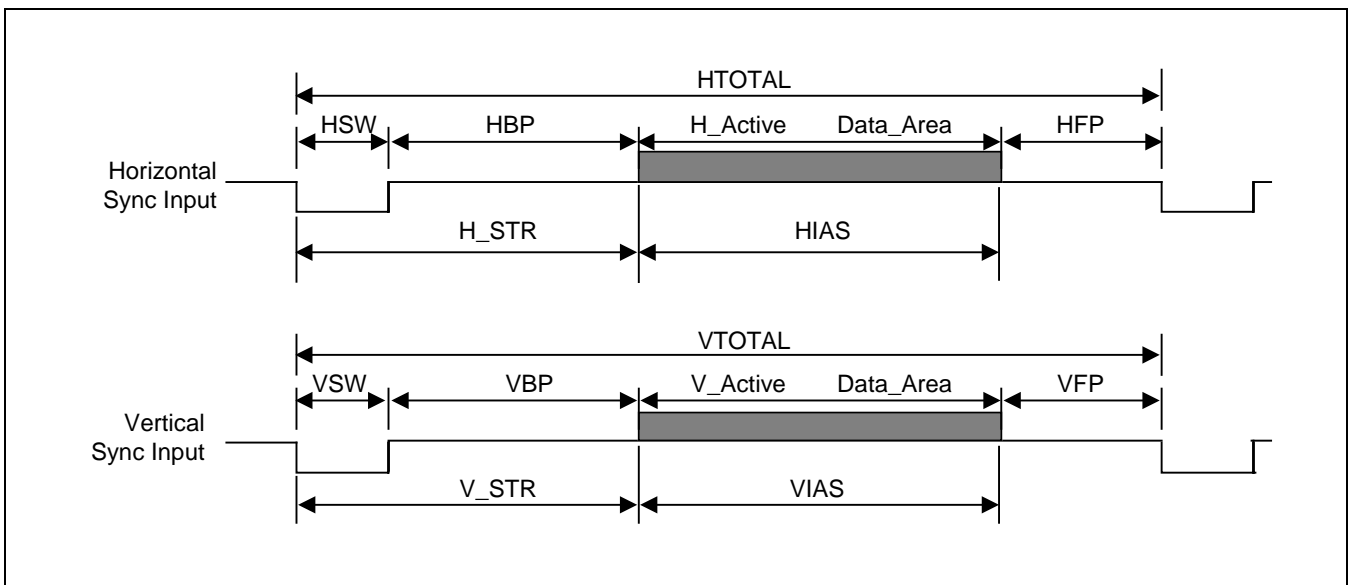 HTOTAL
HSW HBP H_Active Data_Area HFP
Horizontal
Sync Input
H_STR HIAS
VTOTAL
VSW VBP V_Active Data_Area VFP
Vertical
Sync Input
V_STR VIAS